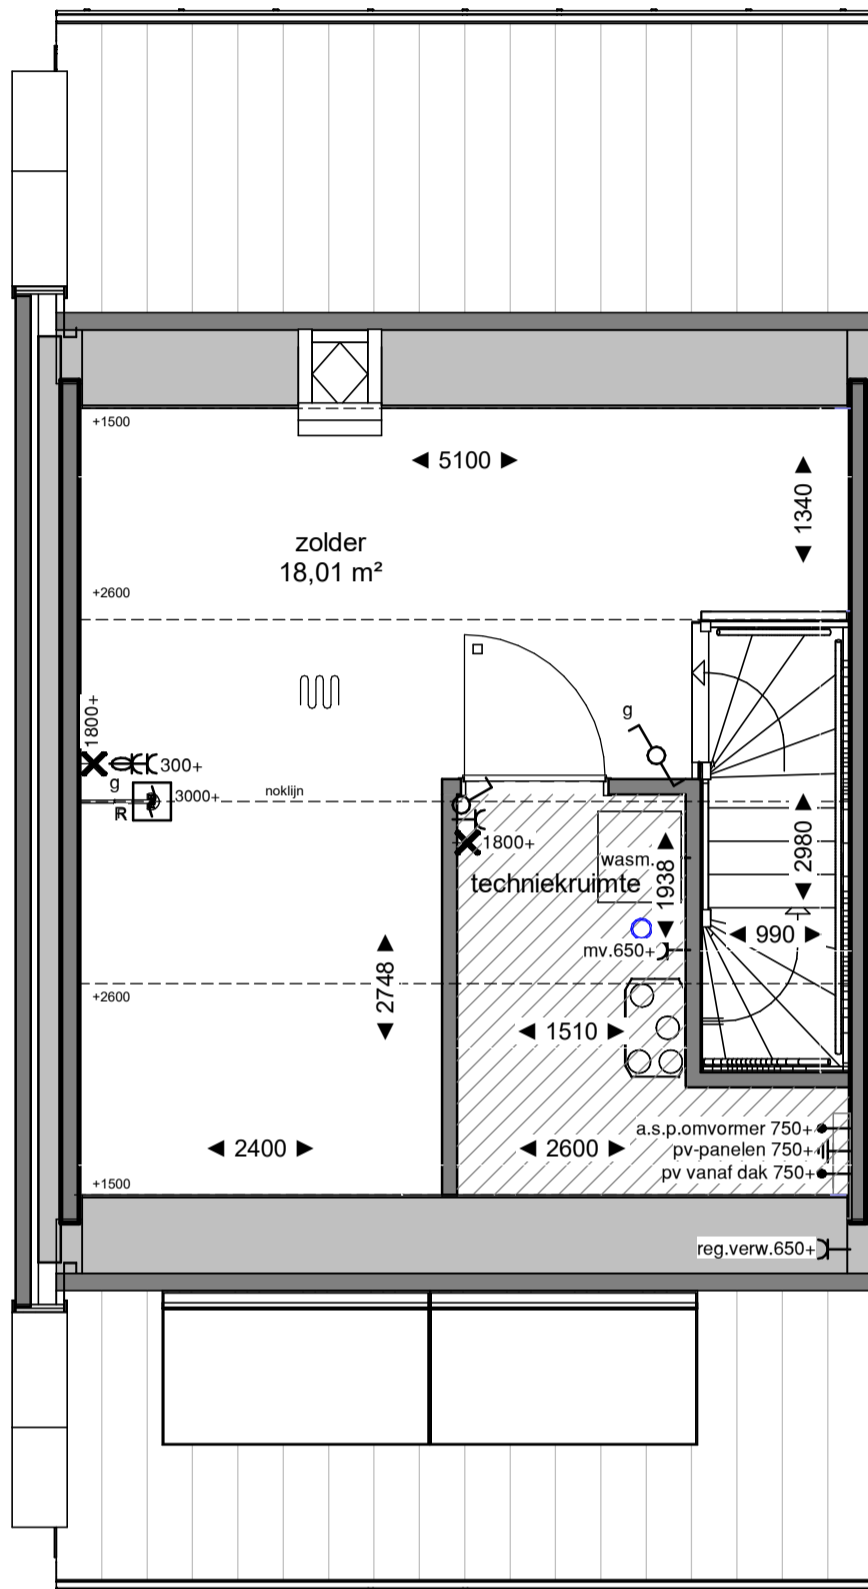 +1500
5100
1340
zolder
18,01 m²
+2600
g
1800+
300+
g
3000+
R
noklijn
1800+
wasm.
techniekruimte
1938
2980
990
mv.650+
2748
+2600
1510
a.s.p.omvormer 750+
2400
2600
pv-panelen 750+
pv vanaf dak 750+
+1500
reg.verw.650+